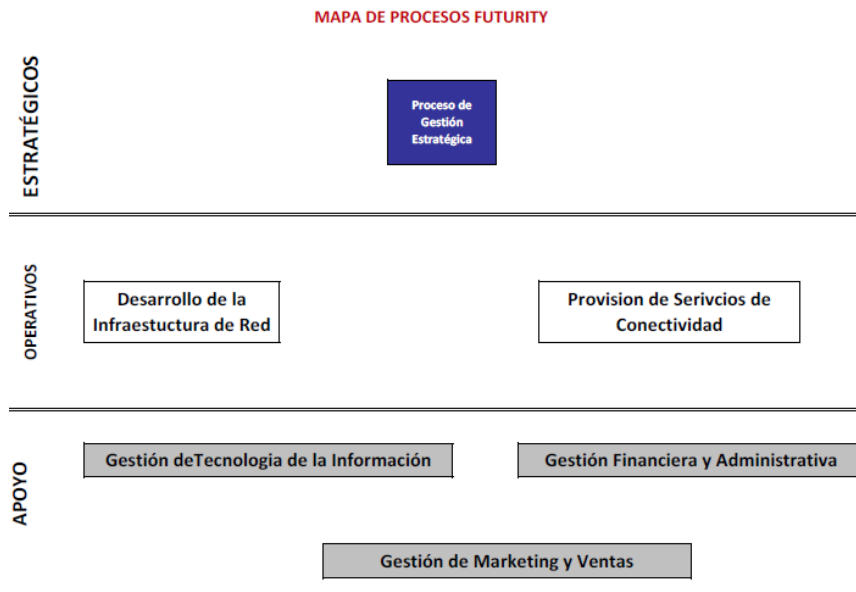 MAPA DE PROCESOS FUTURITY
ESTRATÉGICOS
Proceso de
Gestión
Estratégica
OPERATIVOS
Desarrollo de la
Infraestuctura de Red
Provision de Serivcios de
Conectividad
APOYO
Gestión deTecnologia de la Información
Gestión Financiera y Administrativa
Gestión de Marketing y Ventas